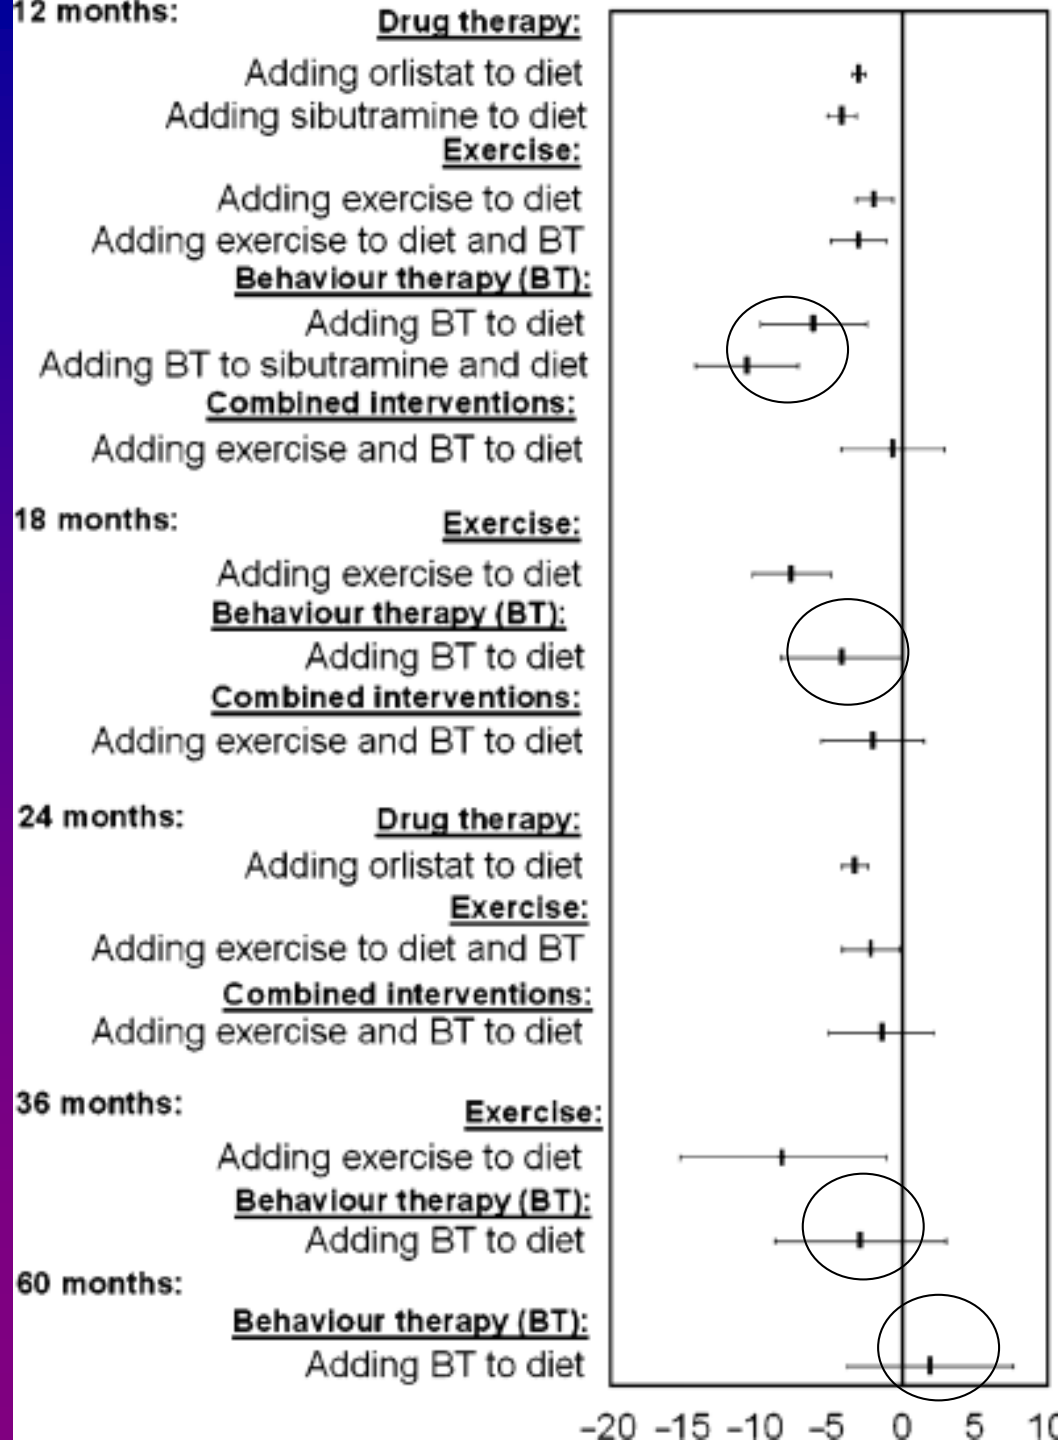 12 months:
Drug therapy:
Adding orlistat to diet
Adding sibutramine to diet
Exercise:
Adding exercise to diet
Adding exercise to diet and BT
Behaviour therapy (BT):
Adding BT to diet
Adding BT to sibutramine and diet
Combined interventions:
Adding exercise and BT to diet
18 months:
Exercise:
Adding exercise to diet
Behaviour therapy (BT):
Adding BT to diet
Combined interventions:
Adding exercise and BT to diet
24 months:
Drug therapy:
Adding orlistat to diet
Exercise:
Adding exercise to diet and BT
Combined interventions:
Adding exercise and BT to diet
36 months:
Exercise:
Adding exercise to diet
Behaviour therapy (BT):
Adding BT to diet
60 months:
Behaviour therapy (BT):
Adding BT to diet
–20 –15 –10 –5 0 5 10